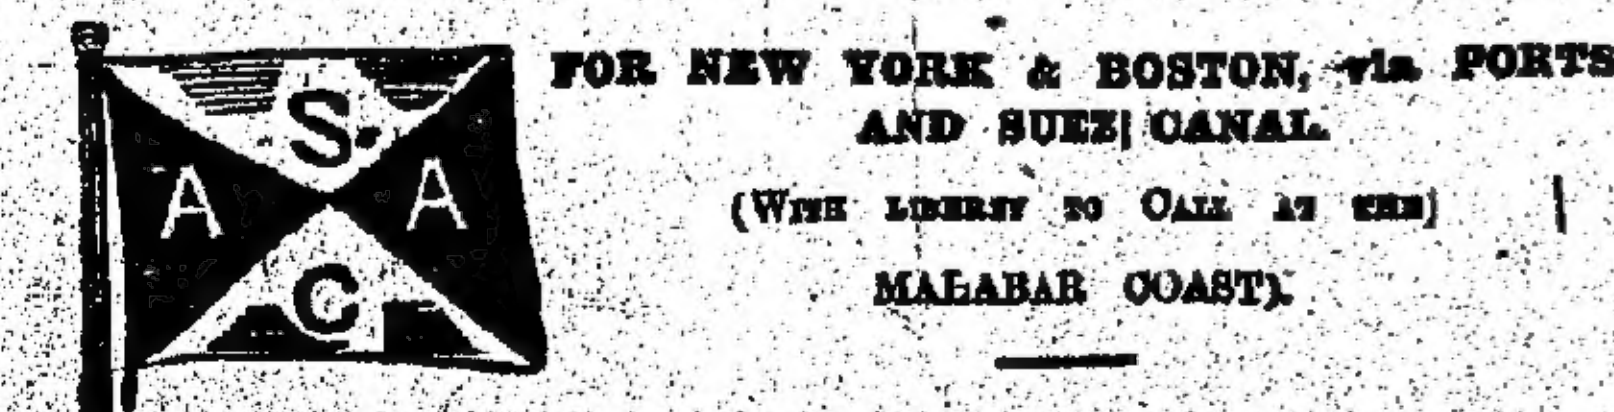 S
A A
C
FOR NEW YORK & BOSTON, via PORTS
AND SUEZ CANAL.
(WITH LIBERTY TO CALL AT THE)
MALABAR COAST).